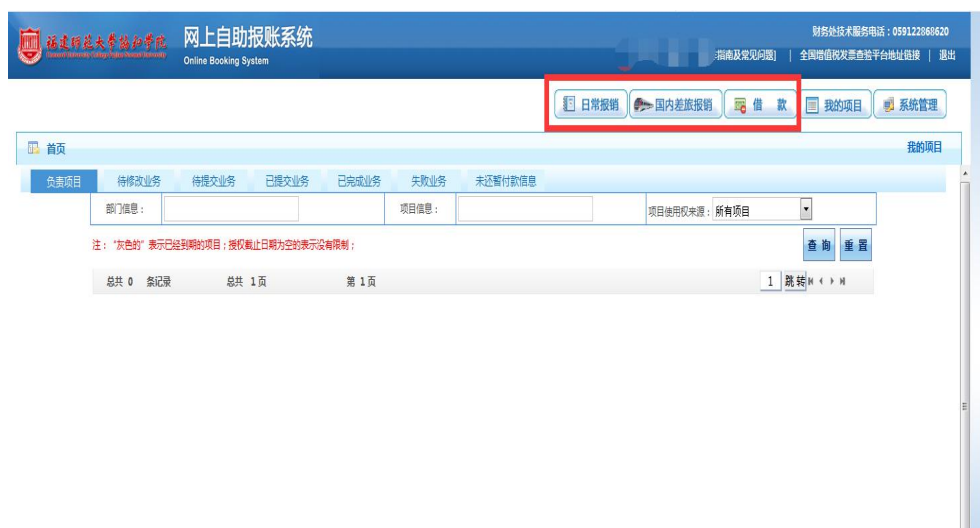 福建师范大学协和学院
网上自助报账系统
Online Booking System
财务处技术服务电话：059122868620
指南及常见问题] | 全国增值税发票查验平台地址链接 | 退出
日常报销 国内差旅报销 借 款 我的项目 系统管理
首页 我的项目
负责项目 待修改业务 待提交业务 已提交业务 已完成业务 失败业务 未还暂付款信息
部门信息： 项目信息： 项目使用权来源：所有项目
注：“灰色的”表示已经到期的项目；授权截止日期为空的表示没有限制； 查 询 重 置
总共 0 条记录 总共 1页 第 1页 1 跳转